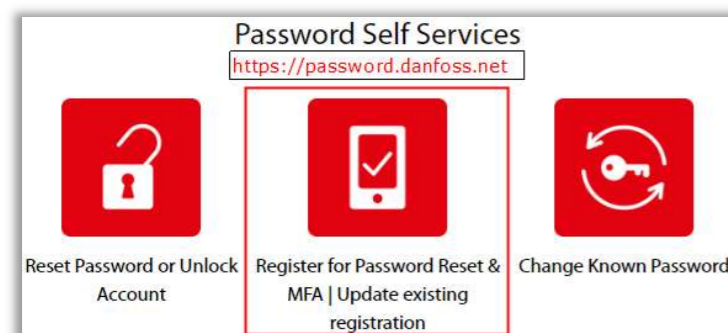 Password Self Services
https://password.danfoss.net
Reset Password or Unlock
Account
Register for Password Reset &
MFA | Update existing
registration
Change Known Password